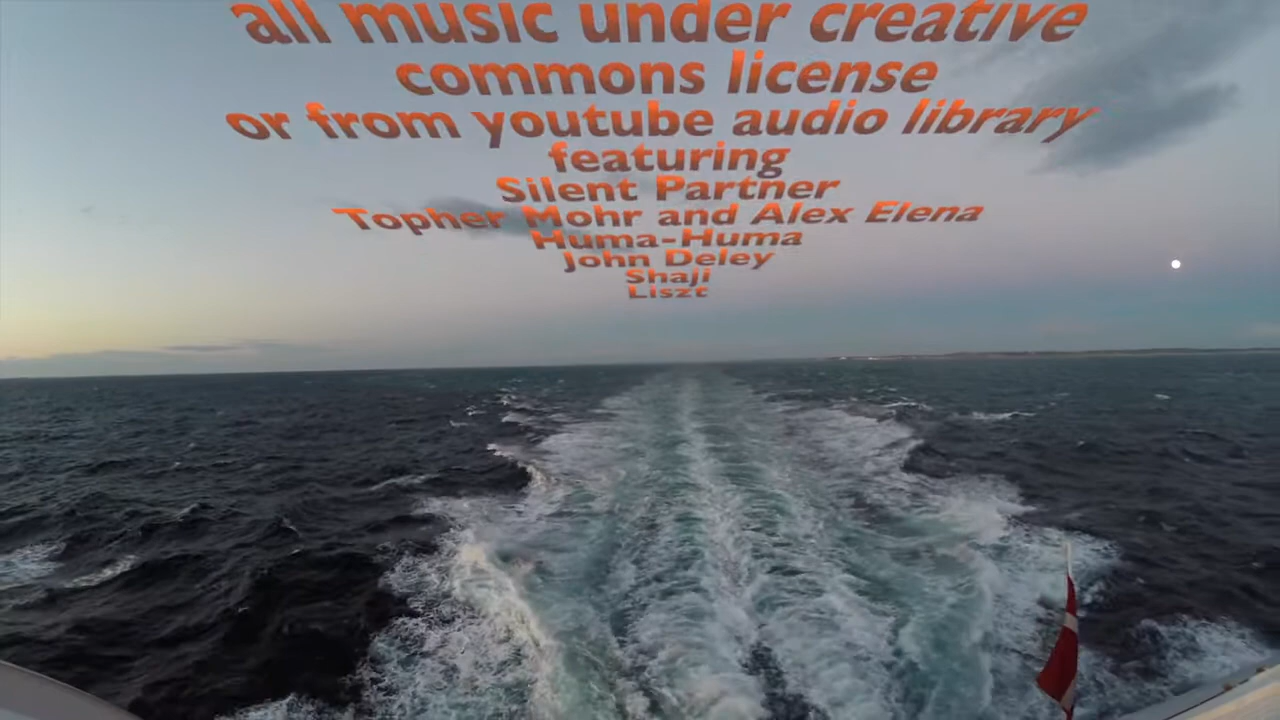 all music under creative
commons license
or from youtube audio library
featuring
Silent Partner
Topher Mohr and Alex Elena
Huma-Huma
John Deley
Shaji
Liszt